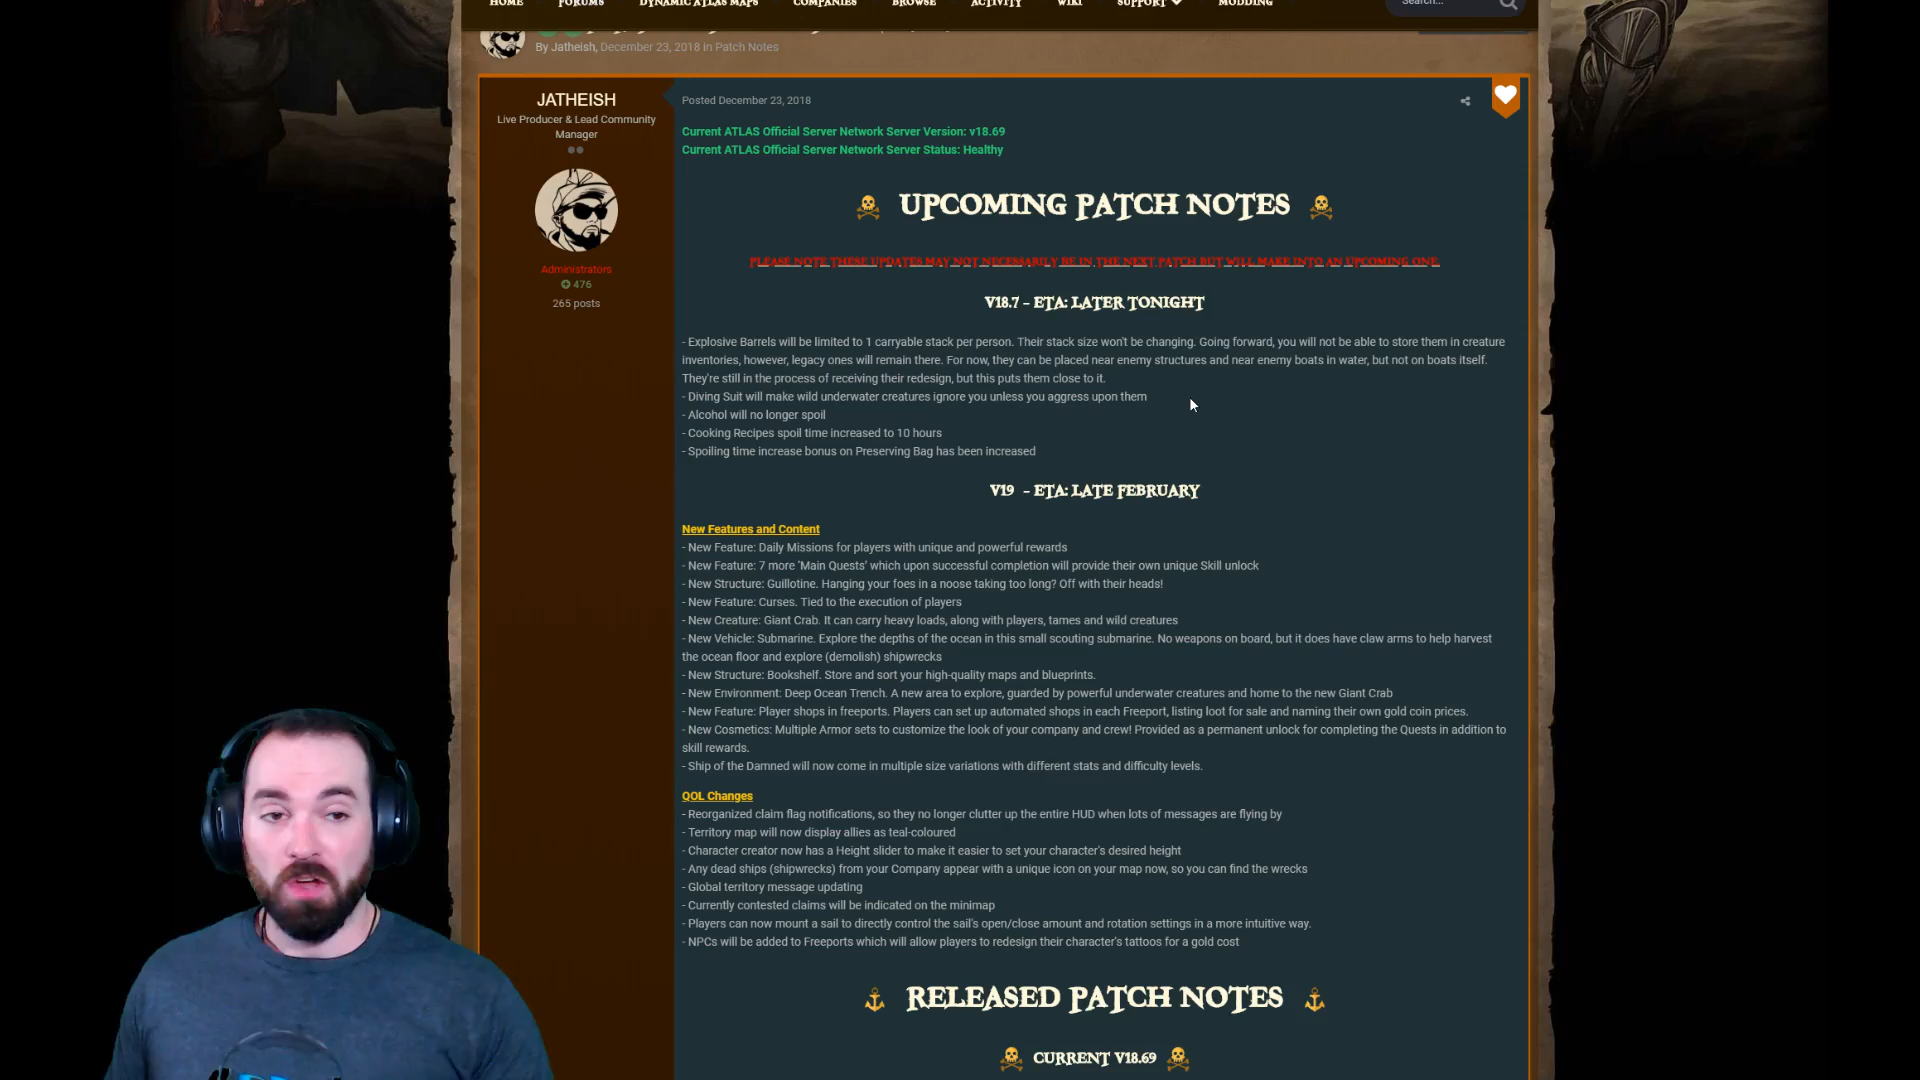 HOME FORUMS DYNAMIC ATLAS MAPS COMPANIES BROWSE ACTIVITY WIKI SUPPORT MODDING Search...
By Jatheish, December 23, 2018 in Patch Notes
JATHEISH
Live Producer & Lead Community
Manager
Administrators
476
265 posts
Posted December 23, 2018
Current ATLAS Official Server Network Server Version: v18.69
Current ATLAS Official Server Network Server Status: Healthy
UPCOMING PATCH NOTES
PLEASE NOTE THESE UPDATES MAY NOT NECESSARILY BE IN THE NEXT PATCH BUT WILL MAKE INTO AN UPCOMING ONE.
V18.7 - ETA: LATER TONIGHT
- Explosive Barrels will be limited to 1 carryable stack per person. Their stack size won't be changing. Going forward, you will not be able to store them in creature
inventories, however, legacy ones will remain there. For now, they can be placed near enemy structures and near enemy boats in water, but not on boats itself.
They're still in the process of receiving their redesign, but this puts them close to it.
- Diving Suit will make wild underwater creatures ignore you unless you aggress upon them
- Alcohol will no longer spoil
- Cooking Recipes spoil time increased to 10 hours
- Spoiling time increase bonus on Preserving Bag has been increased
V19 - ETA: LATE FEBRUARY
New Features and Content
- New Feature: Daily Missions for players with unique and powerful rewards
- New Feature: 7 more 'Main Quests' which upon successful completion will provide their own unique Skill unlock
- New Structure: Guillotine. Hanging your foes in a noose taking too long? Off with their heads!
- New Feature: Curses. Tied to the execution of players
- New Creature: Giant Crab. It can carry heavy loads, along with players, tames and wild creatures
- New Vehicle: Submarine. Explore the depths of the ocean in this small scouting submarine. No weapons on board, but it does have claw arms to help harvest
the ocean floor and explore (demolish) shipwrecks
- New Structure: Bookshelf. Store and sort your high-quality maps and blueprints.
- New Environment: Deep Ocean Trench. A new area to explore, guarded by powerful underwater creatures and home to the new Giant Crab
- New Feature: Player shops in freeports. Players can set up automated shops in each Freeport, listing loot for sale and naming their own gold coin prices.
- New Cosmetics: Multiple Armor sets to customize the look of your company and crew! Provided as a permanent unlock for completing the Quests in addition to
skill rewards.
- Ship of the Damned will now come in multiple size variations with different stats and difficulty levels.
QOL Changes
- Reorganized claim flag notifications, so they no longer clutter up the entire HUD when lots of messages are flying by
- Territory map will now display allies as teal-coloured
- Character creator now has a Height slider to make it easier to set your character's desired height
- Any dead ships (shipwrecks) from your Company appear with a unique icon on your map now, so you can find the wrecks
- Global territory message updating
- Currently contested claims will be indicated on the minimap
- Players can now mount a sail to directly control the sail's open/close amount and rotation settings in a more intuitive way.
- NPCs will be added to Freeports which will allow players to redesign their character's tattoos for a gold cost
RELEASED PATCH NOTES
CURRENT V18.69